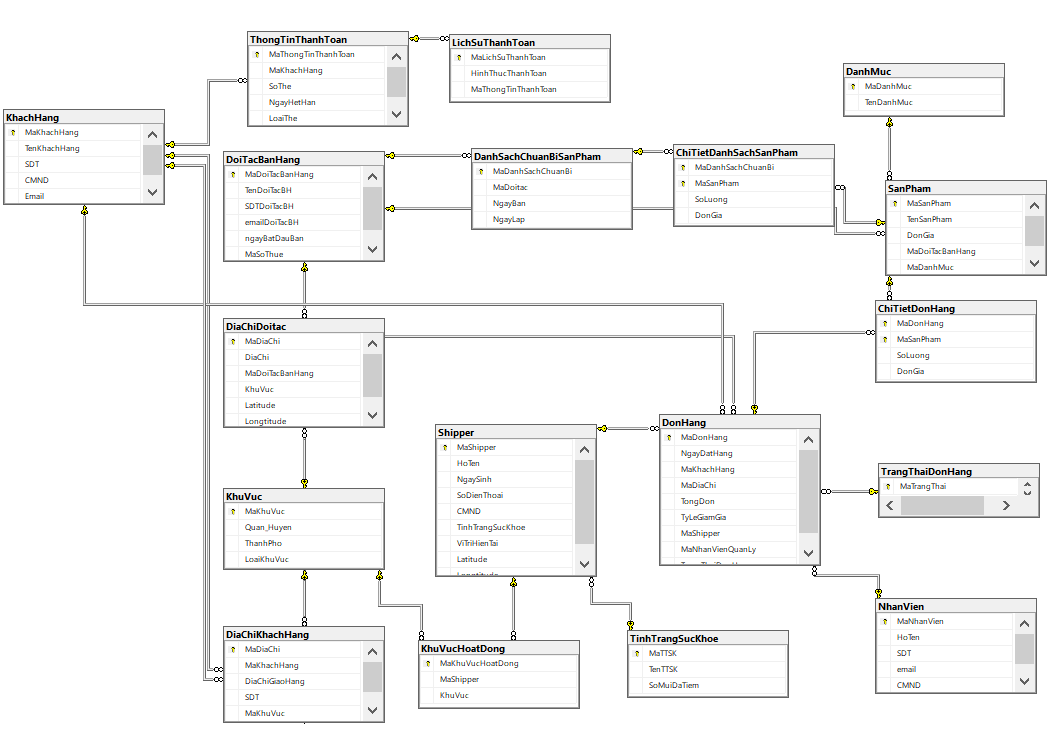 ThongTinThanhToan
MaThongTinThanhToan
MaKhachHang
SoThe
NgayHetHan
LoaiThe
LichSuThanhToan
MaLichSuThanhToan
HinhThucThanhToan
MaThongTinThanhToan
DanhMuc
MaDanhMuc
TenDanhMuc
KhachHang
MaKhachHang
TenKhachHang
SDT
CMND
Email
DoiTacBanHang
MaDoiTacBanHang
TenDoiTacBH
SDTDoiTacBH
emailDoiTacBH
ngayBatDauBan
MaSoThue
DanhSachChuanBiSanPham
MaDanhSachChuanBi
MaDoitac
NgayBan
NgayLap
ChiTietDanhSachSanPham
MaDanhSachChuanBi
MaSanPham
SoLuong
DonGia
SanPham
MaSanPham
TenSanPham
DonGia
MaDoiTacBanHang
MaDanhMuc
ChiTietDonHang
MaDonHang
MaSanPham
SoLuong
DonGia
DiaChiDoitac
MaDiaChi
DiaChi
MaDoiTacBanHang
KhuVuc
Latitude
Longtitude
Shipper
MaShipper
HoTen
NgaySinh
SoDienThoai
CMND
TinhTrangSucKhoe
ViTriHienTai
Latitude
DonHang
MaDonHang
NgayDatHang
MaKhachHang
MaDiaChi
TongDon
TyLeGiamGia
MaShipper
MaNhanVienQuanLy
TrangThaiDonHang
MaTrangThai
KhuVuc
MaKhuVuc
Quan_Huyen
ThanhPho
LoaiKhuVuc
NhanVien
MaNhanVien
HoTen
SDT
email
CMND
DiaChiKhachHang
MaDiaChi
MaKhachHang
DiaChiGiaoHang
SDT
MaKhuVuc
KhuVucHoatDong
MaKhuVucHoatDong
MaShipper
KhuVuc
TinhTrangSucKhoe
MaTTSK
TenTTSK
SoMuiDaTiem